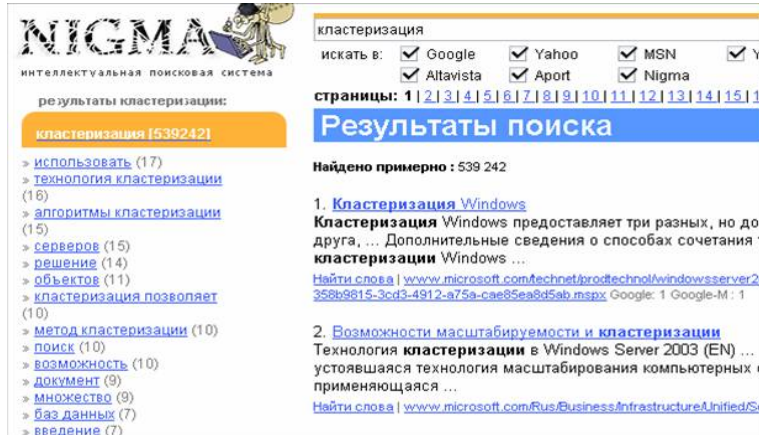 NIGMA
интеллектуальная поисковая система
результаты кластеризации:
кластеризация [539242]
» использовать (17)
» технология кластеризации
(16)
» алгоритмы кластеризации
(15)
» серверов (15)
» решение (14)
» объектов (11)
» кластеризация позволяет
(10)
» метод кластеризации (10)
» поиск (10)
» возможность (10)
» документ (9)
» множество (9)
» баз данных (7)
» введение (7)
кластеризация
искать в: Google Yahoo MSN Y
Altavista Aport Nigma
страницы: 1 | 2 | 3 | 4 | 5 | 6 | 7 | 8 | 9 | 10 | 11 | 12 | 13 | 14 | 15 | 1
Результаты поиска
Найдено примерно : 539 242
1. Кластеризация Windows
Кластеризация Windows предоставляет три разных, но до
друга, ... Дополнительные сведения о способах сочетания
кластеризации Windows ...
Найти слова | www.microsoft.com/technet/prodtechnol/windowsserver2
358b9815-3cd3-4912-a75a-cae85ea8d5ab.mspx Google: 1 Google-M : 1
2. Возможности масштабируемости и кластеризации
Технология кластеризации в Windows Server 2003 (EN) ...
устоявшаяся технология масштабирования компьютерных
применяющаяся ...
Найти слова | www.microsoft.com/Rus/Business/Infrastructure/Unified/Se